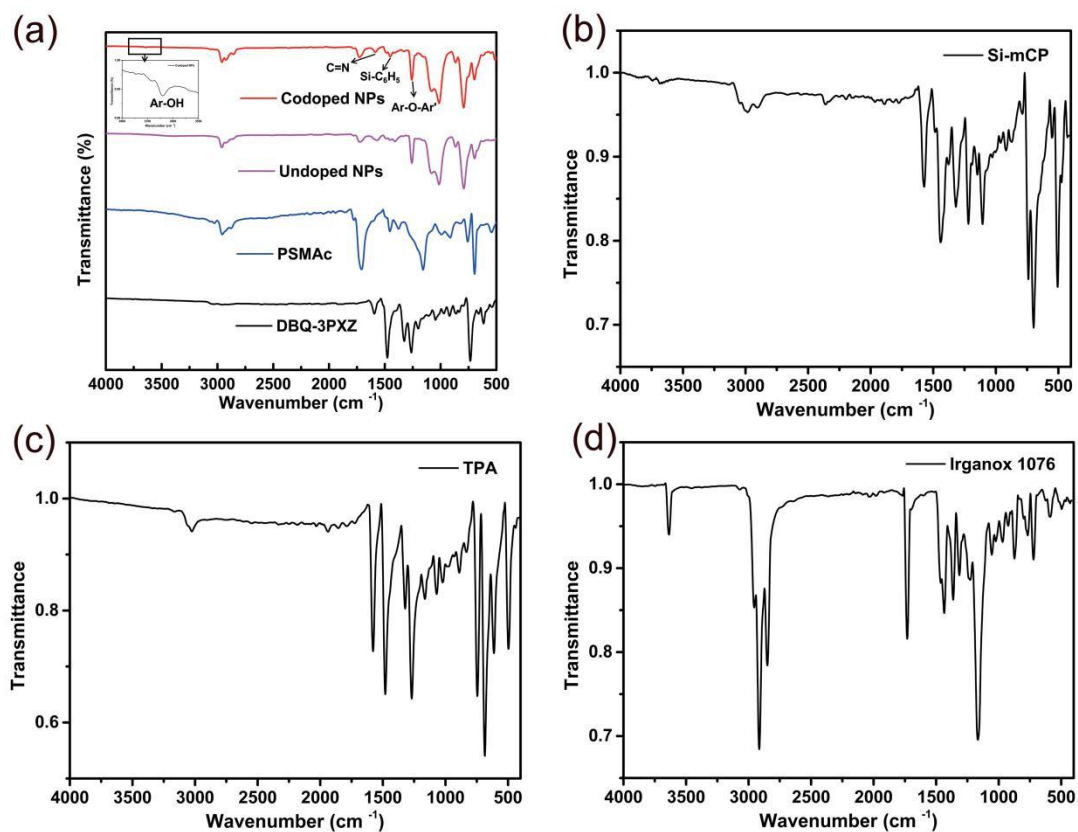 (a)
C=N
Si-C6H5
Ar-O-Ar'
Ar-OH
Codoped NPs
Undoped NPs
PSMAc
DBQ-3PXZ
Transmittance (%)
4000 3500 3000 2500 2000 1500 1000 500
Wavenumber (cm -1)
(b)
Si-mCP
1.0
0.9
0.8
0.7
Transmittance
4000 3500 3000 2500 2000 1500 1000 500
Wavenumber (cm -1)
(c)
TPA
1.0
0.8
0.6
Transmittance
4000 3500 3000 2500 2000 1500 1000 500
Wavenumber (cm -1)
(d)
Irganox 1076
1.0
0.9
0.8
0.7
Transmittance
4000 3500 3000 2500 2000 1500 1000 500
Wavenumber (cm -1)